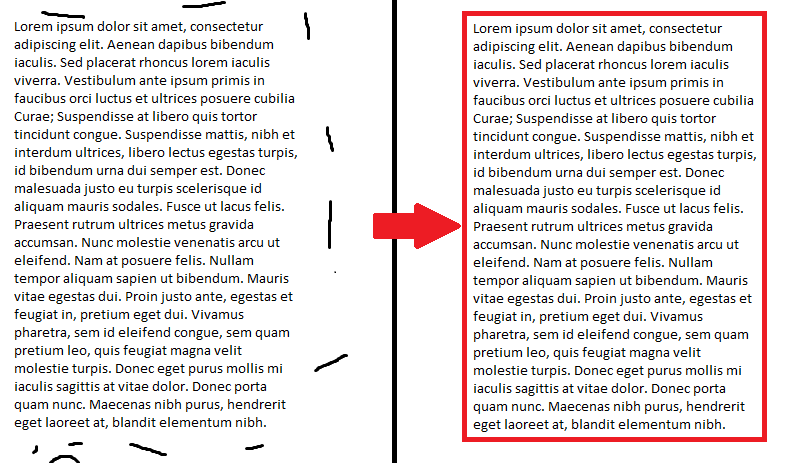 Lorem ipsum dolor sit amet, consectetur
adipiscing elit. Aenean dapibus bibendum
iaculis. Sed placerat rhoncus lorem iaculis
viverra. Vestibulum ante ipsum primis in
faucibus orci luctus et ultrices posuere cubilia
Curae; Suspendisse at libero quis tortor
tincidunt congue. Suspendisse mattis, nibh et
interdum ultrices, libero lectus egestas turpis,
id bibendum urna dui semper est. Donec
malesuada justo eu turpis scelerisque id
aliquam mauris sodales. Fusce ut lacus felis.
Praesent rutrum ultrices metus gravida
accumsan. Nunc molestie venenatis arcu ut
eleifend. Nam at posuere felis. Nullam
tempor aliquam sapien ut bibendum. Mauris
vitae egestas dui. Proin justo ante, egestas et
feugiat in, pretium eget dui. Vivamus
pharetra, sem id eleifend congue, sem quam
pretium leo, quis feugiat magna velit
molestie turpis. Donec eget purus mollis mi
iaculis sagittis at vitae dolor. Donec porta
quam nunc. Maecenas nibh purus, hendrerit
eget laoreet at, blandit elementum nibh.
Lorem ipsum dolor sit amet, consectetur
adipiscing elit. Aenean dapibus bibendum
iaculis. Sed placerat rhoncus lorem iaculis
viverra. Vestibulum ante ipsum primis in
faucibus orci luctus et ultrices posuere cubilia
Curae; Suspendisse at libero quis tortor
tincidunt congue. Suspendisse mattis, nibh et
interdum ultrices, libero lectus egestas turpis,
id bibendum urna dui semper est. Donec
malesuada justo eu turpis scelerisque id
aliquam mauris sodales. Fusce ut lacus felis.
Praesent rutrum ultrices metus gravida
accumsan. Nunc molestie venenatis arcu ut
eleifend. Nam at posuere felis. Nullam
tempor aliquam sapien ut bibendum. Mauris
vitae egestas dui. Proin justo ante, egestas et
feugiat in, pretium eget dui. Vivamus
pharetra, sem id eleifend congue, sem quam
pretium leo, quis feugiat magna velit
molestie turpis. Donec eget purus mollis mi
iaculis sagittis at vitae dolor. Donec porta
quam nunc. Maecenas nibh purus, hendrerit
eget laoreet at, blandit elementum nibh.